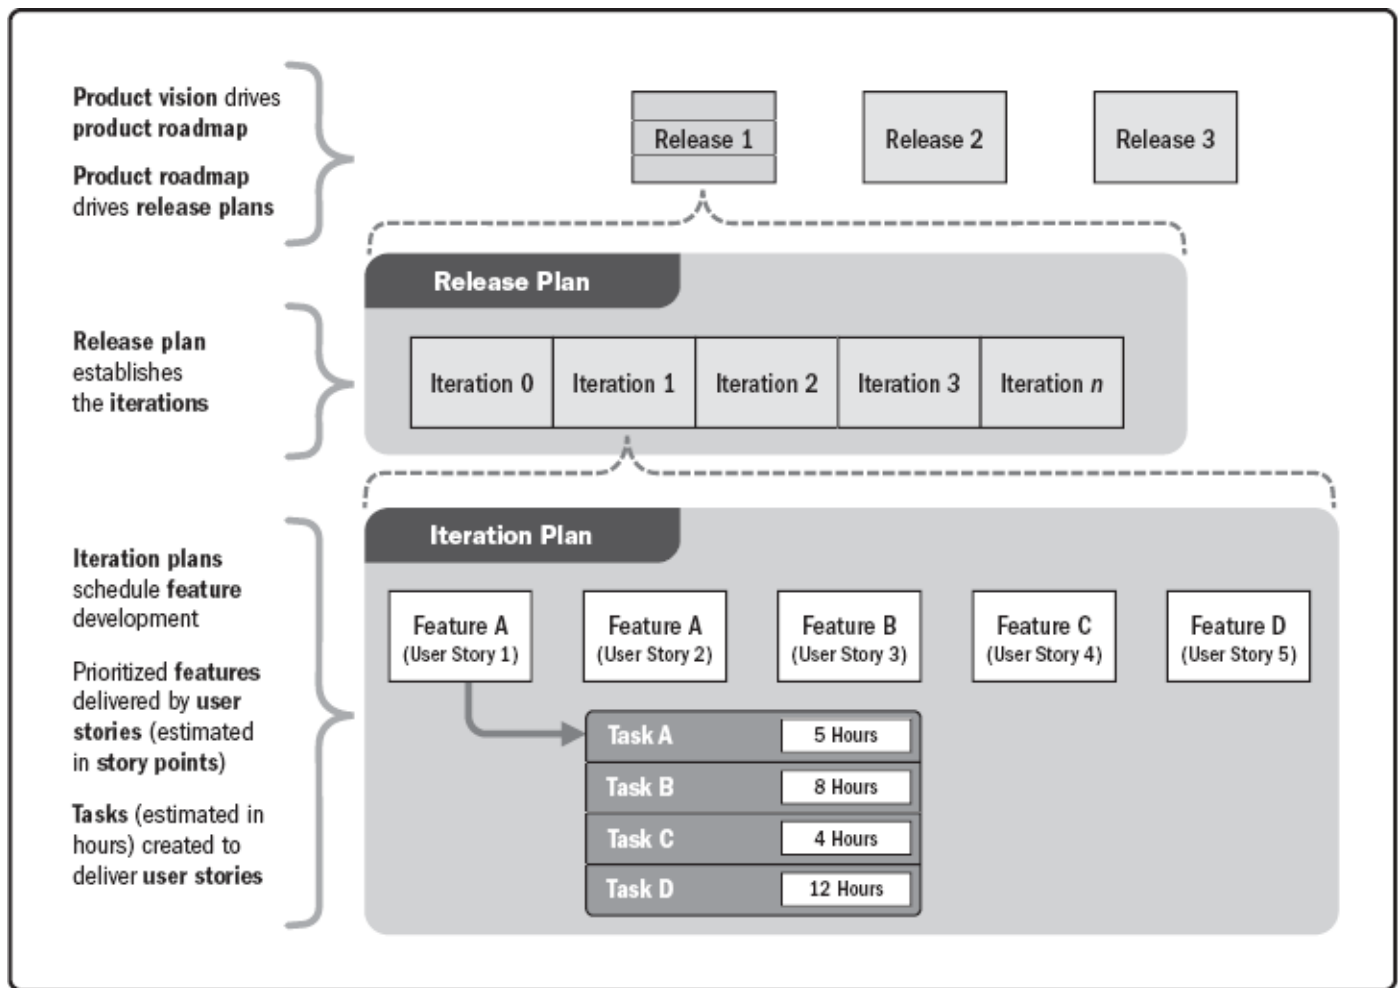 Product vision drives
product roadmap
Product roadmap
drives release plans
Release 1
Release 2
Release 3
Release Plan
Release plan
establishes
the iterations
Iteration 0
Iteration 1
Iteration 2
Iteration 3
Iteration n
Iteration Plan
Iteration plans
schedule feature
development
Prioritized features
delivered by user
stories (estimated
in story points)
Tasks (estimated in
hours) created to
deliver user stories
Feature A
(User Story 1)
Feature A
(User Story 2)
Feature B
(User Story 3)
Feature C
(User Story 4)
Feature D
(User Story 5)
Task A
5 Hours
Task B
8 Hours
Task C
4 Hours
Task D
12 Hours